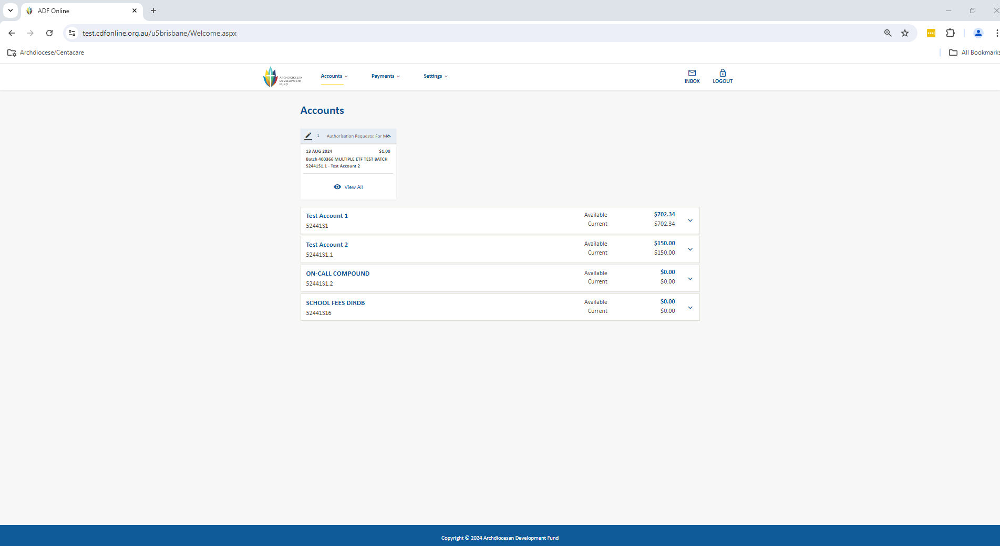 ADF Online
test.cdfonline.org.au/u5brisbane/Welcome.aspx
Archdiocese/Centacare
All Bookmarks
ARCHDIOCESAN
DEVELOPMENT
FUND
Accounts
Payments
Settings
INBOX
LOGOUT
Accounts
1 Authorisation Requests: For M
13 AUG 2024 $1.00
Batch 400366 MULTIPLE ETF TEST BATCH
52441S1.1 - Test Account 2
View All
Test Account 1 Available $702.34
52441S1 Current $702.34
Test Account 2 Available $150.00
52441S1.1 Current $150.00
ON-CALL COMPOUND Available $0.00
52441S1.2 Current $0.00
SCHOOL FEES DIRDB Available $0.00
52441S16 Current $0.00
Copyright © 2024 Archdiocesan Development Fund